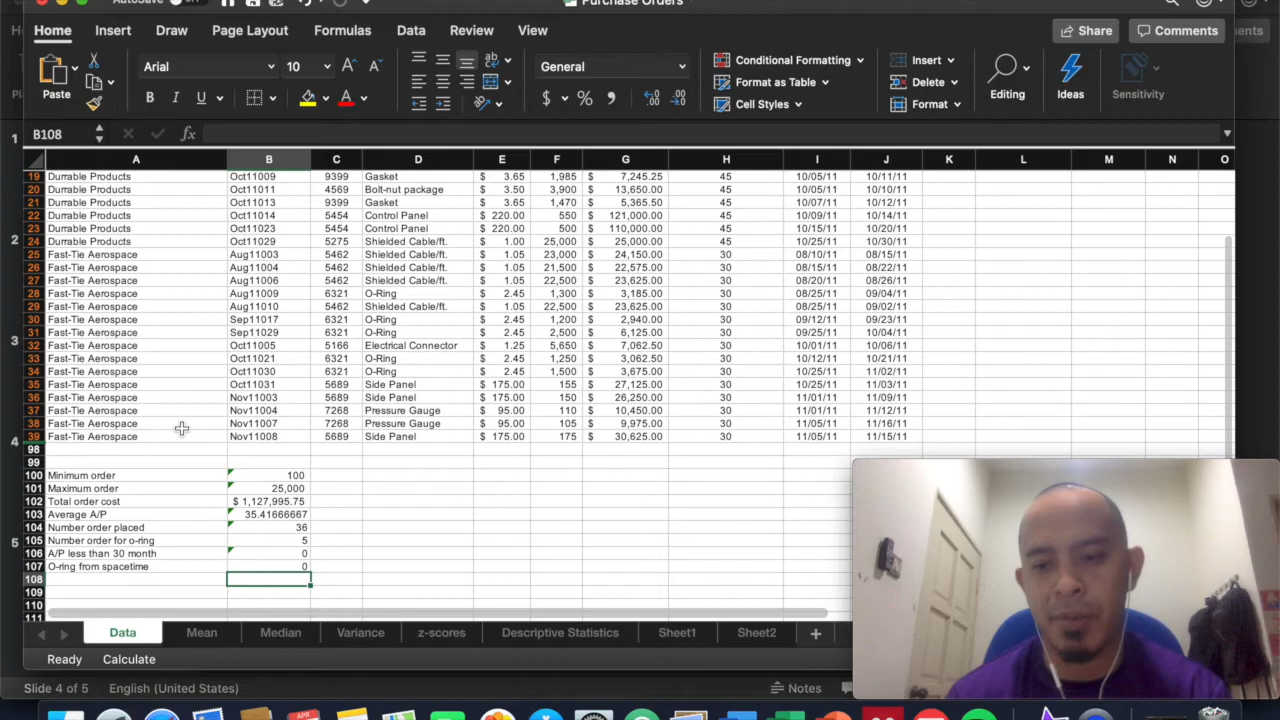 AutoSave
Purchase Orders
Home Insert Draw Page Layout Formulas Data Review View Share Comments
Paste Arial 10 General Conditional Formatting Format as Table Cell Styles Insert Delete Format Editing Ideas Sensitivity
B108 fx
A B C D E F G H I J K L M N O
19 Durrable Products Oct11009 9399 Gasket $ 3.65 1,985 $ 7,245.25 45 10/05/11 10/11/11
20 Durrable Products Oct11011 4569 Bolt-nut package $ 3.50 3,900 $ 13,650.00 45 10/05/11 10/10/11
21 Durrable Products Oct11013 9399 Gasket $ 3.65 1,470 $ 5,365.50 45 10/07/11 10/12/11
22 Durrable Products Oct11014 5454 Control Panel $ 220.00 550 $ 121,000.00 45 10/09/11 10/14/11
23 Durrable Products Oct11023 5454 Control Panel $ 220.00 500 $ 110,000.00 45 10/15/11 10/20/11
24 Durrable Products Oct11029 5275 Shielded Cable/ft. $ 1.00 25,000 $ 25,000.00 45 10/25/11 10/30/11
25 Fast-Tie Aerospace Aug11003 5462 Shielded Cable/ft. $ 1.05 23,000 $ 24,150.00 30 08/10/11 08/15/11
26 Fast-Tie Aerospace Aug11004 5462 Shielded Cable/ft. $ 1.05 21,500 $ 22,575.00 30 08/15/11 08/22/11
27 Fast-Tie Aerospace Aug11006 5462 Shielded Cable/ft. $ 1.05 22,500 $ 23,625.00 30 08/20/11 08/26/11
28 Fast-Tie Aerospace Aug11009 6321 O-Ring $ 2.45 1,300 $ 3,185.00 30 08/25/11 09/04/11
29 Fast-Tie Aerospace Aug11010 5462 Shielded Cable/ft. $ 1.05 22,500 $ 23,625.00 30 08/25/11 09/02/11
30 Fast-Tie Aerospace Sep11017 6321 O-Ring $ 2.45 1,200 $ 2,940.00 30 09/12/11 09/23/11
31 Fast-Tie Aerospace Sep11029 6321 O-Ring $ 2.45 2,500 $ 6,125.00 30 09/25/11 10/04/11
32 Fast-Tie Aerospace Oct11005 5166 Electrical Connector $ 1.25 5,650 $ 7,062.50 30 10/01/11 10/06/11
33 Fast-Tie Aerospace Oct11021 6321 O-Ring $ 2.45 1,250 $ 3,062.50 30 10/12/11 10/21/11
34 Fast-Tie Aerospace Oct11030 6321 O-Ring $ 2.45 1,500 $ 3,675.00 30 10/25/11 11/02/11
35 Fast-Tie Aerospace Oct11031 5689 Side Panel $ 175.00 155 $ 27,125.00 30 10/25/11 11/03/11
36 Fast-Tie Aerospace Nov11003 5689 Side Panel $ 175.00 150 $ 26,250.00 30 11/01/11 11/09/11
37 Fast-Tie Aerospace Nov11004 7268 Pressure Gauge $ 95.00 110 $ 10,450.00 30 11/01/11 11/12/11
38 Fast-Tie Aerospace Nov11007 7268 Pressure Gauge $ 95.00 105 $ 9,975.00 30 11/05/11 11/16/11
39 Fast-Tie Aerospace Nov11008 5689 Side Panel $ 175.00 175 $ 30,625.00 30 11/05/11 11/15/11
98
99
100 Minimum order 100
101 Maximum order 25,000
102 Total order cost $ 1,127,995.75
103 Average A/P 35.41666667
104 Number order placed 36
105 Number order for o-ring 5
106 A/P less than 30 month 0
107 O-ring from spacetime 0
108
109
110
111
1
2
3
4
5
Data Mean Median Variance z-scores Descriptive Statistics Sheet1 Sheet2 +
Ready Calculate
Slide 4 of 5 English (United States) Notes
APR